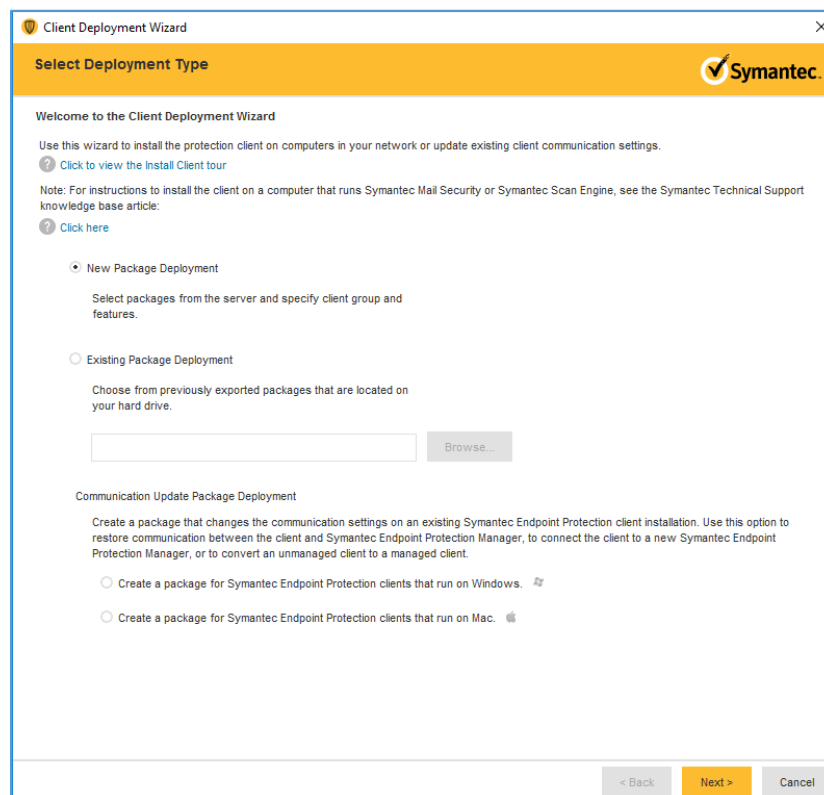 Client Deployment Wizard
Select Deployment Type
Symantec.
Welcome to the Client Deployment Wizard
Use this wizard to install the protection client on computers in your network or update existing client communication settings.
? Click to view the Install Client tour
Note: For instructions to install the client on a computer that runs Symantec Mail Security or Symantec Scan Engine, see the Symantec Technical Support
knowledge base article:
? Click here
New Package Deployment
Select packages from the server and specify client group and
features.
Existing Package Deployment
Choose from previously exported packages that are located on
your hard drive.
Browse...
Communication Update Package Deployment
Create a package that changes the communication settings on an existing Symantec Endpoint Protection client installation. Use this option to
restore communication between the client and Symantec Endpoint Protection Manager, to connect the client to a new Symantec Endpoint
Protection Manager, or to convert an unmanaged client to a managed client.
Create a package for Symantec Endpoint Protection clients that run on Windows.
Create a package for Symantec Endpoint Protection clients that run on Mac.
< Back Next > Cancel